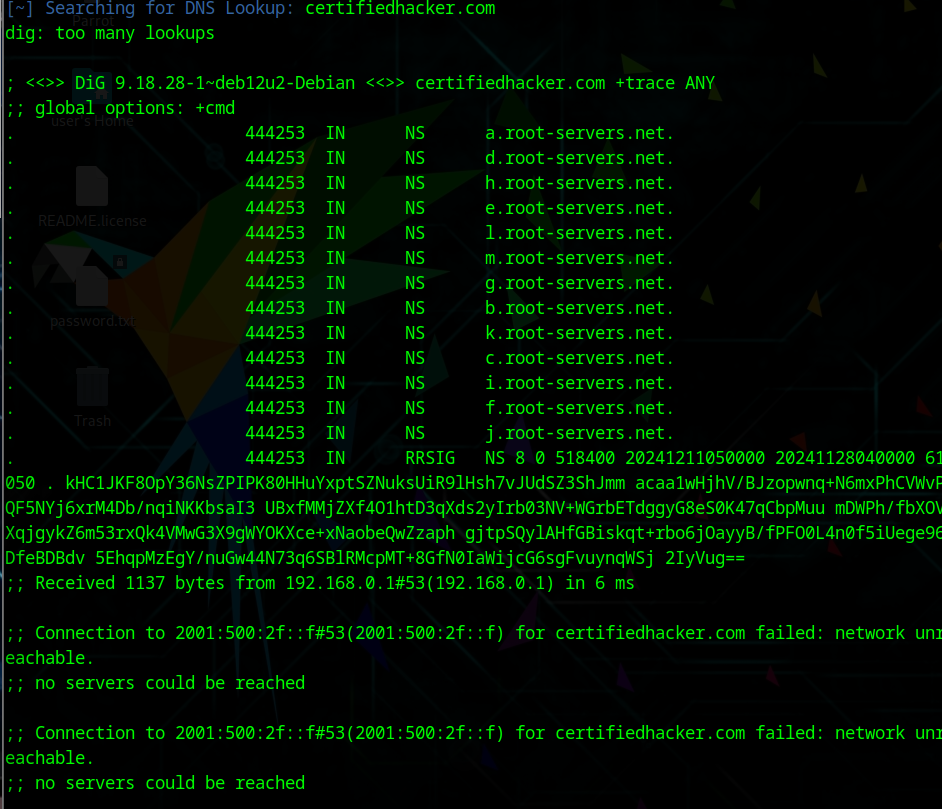 [~] Searching for DNS Lookup: certifiedhacker.com
Parrot
dig: too many lookups
; <<>> DiG 9.18.28-1~deb12u2-Debian <<>> certifiedhacker.com +trace ANY
;; global options: +cmd
user's Home
. 444253 IN NS a.root-servers.net.
. 444253 IN NS d.root-servers.net.
. 444253 IN NS h.root-servers.net.
. 444253 IN NS e.root-servers.net.
README.license
. 444253 IN NS l.root-servers.net.
. 444253 IN NS m.root-servers.net.
. 444253 IN NS g.root-servers.net.
. 444253 IN NS b.root-servers.net.
password.txt
. 444253 IN NS k.root-servers.net.
. 444253 IN NS c.root-servers.net.
. 444253 IN NS i.root-servers.net.
. 444253 IN NS f.root-servers.net.
Trash
. 444253 IN NS j.root-servers.net.
. 444253 IN RRSIG NS 8 0 518400 20241211050000 20241128040000 61
050 . kHC1JKF8OpY36NsZPIPK80HHuYxptSZNuksUiR9lHsh7vJUdSZ3ShJmm acaa1wHjhV/BJzopwnq+N6mxPhCVWvP
QF5NYj6xrM4Db/nqiNKKbsaI3 UBxfMMjZXf4O1htD3qXds2yIrb03NV+WGrbETdggyG8eS0K47qCbpMuu mDWPh/fbXOV
XqjgykZ6m53rxQk4VMwG3X9gWYOKXce+xNaobeQwZzaph gjtpSQylAHfGBiskqt+rbo6jOayyB/fPFO0L4n0f5iUege96
DfeBDBdv 5EhqpMzEgY/nuGw44N73q6SBlRMcpMT+8GfN0IaWijcG6sgFvuynqWSj 2IyVug==
;; Received 1137 bytes from 192.168.0.1#53(192.168.0.1) in 6 ms
;; Connection to 2001:500:2f::f#53(2001:500:2f::f) for certifiedhacker.com failed: network unr
eachable.
;; no servers could be reached
;; Connection to 2001:500:2f::f#53(2001:500:2f::f) for certifiedhacker.com failed: network unr
eachable.
;; no servers could be reached